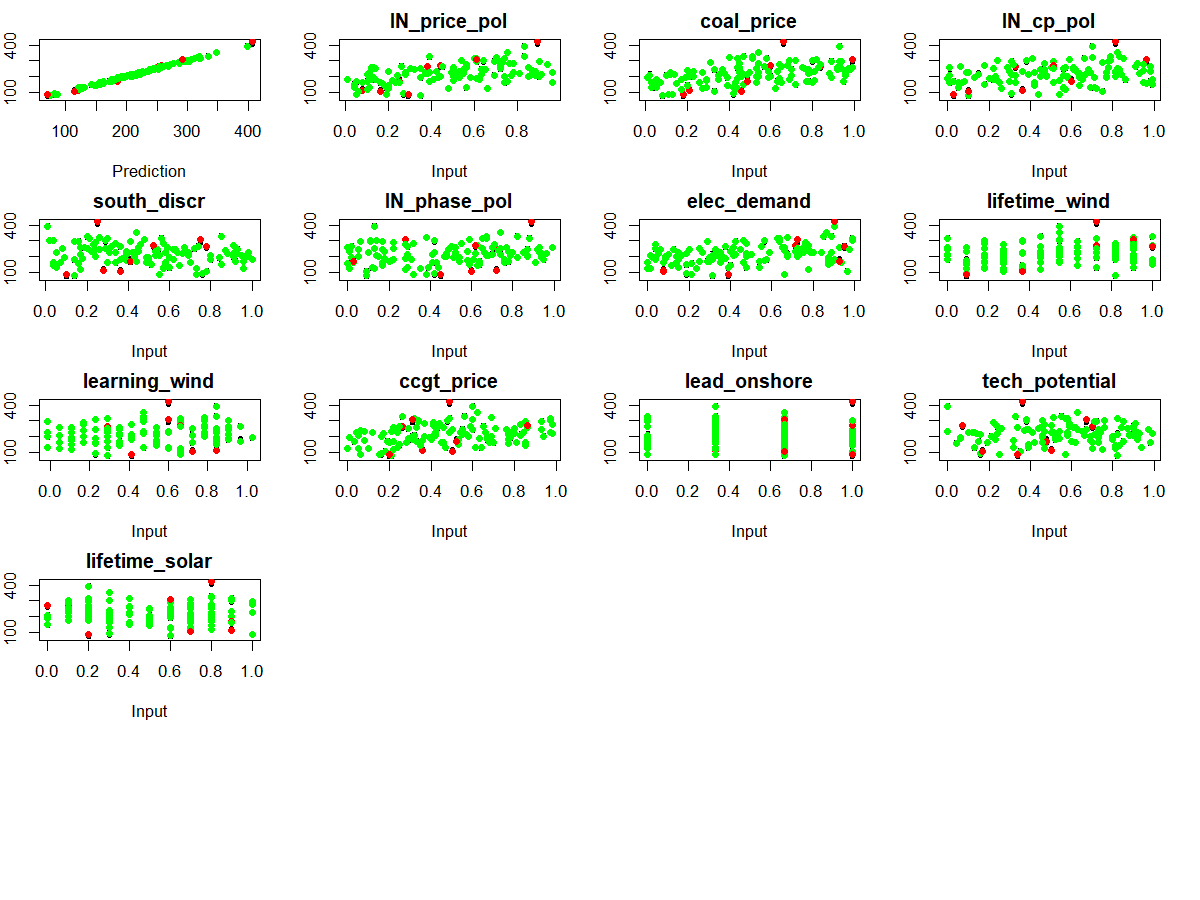 400
100
100 200 300 400
Prediction
IN_price_pol
400
100
0.0 0.2 0.4 0.6 0.8
Input
coal_price
400
100
0.0 0.2 0.4 0.6 0.8 1.0
Input
IN_cp_pol
400
100
0.0 0.2 0.4 0.6 0.8 1.0
Input
south_discr
400
100
0.0 0.2 0.4 0.6 0.8 1.0
Input
IN_phase_pol
400
100
0.0 0.2 0.4 0.6 0.8 1.0
Input
elec_demand
400
100
0.0 0.2 0.4 0.6 0.8 1.0
Input
lifetime_wind
400
100
0.0 0.2 0.4 0.6 0.8 1.0
Input
learning_wind
400
100
0.0 0.2 0.4 0.6 0.8 1.0
Input
ccgt_price
400
100
0.0 0.2 0.4 0.6 0.8 1.0
Input
lead_onshore
400
100
0.0 0.2 0.4 0.6 0.8 1.0
Input
tech_potential
400
100
0.0 0.2 0.4 0.6 0.8 1.0
Input
lifetime_solar
400
100
0.0 0.2 0.4 0.6 0.8 1.0
Input